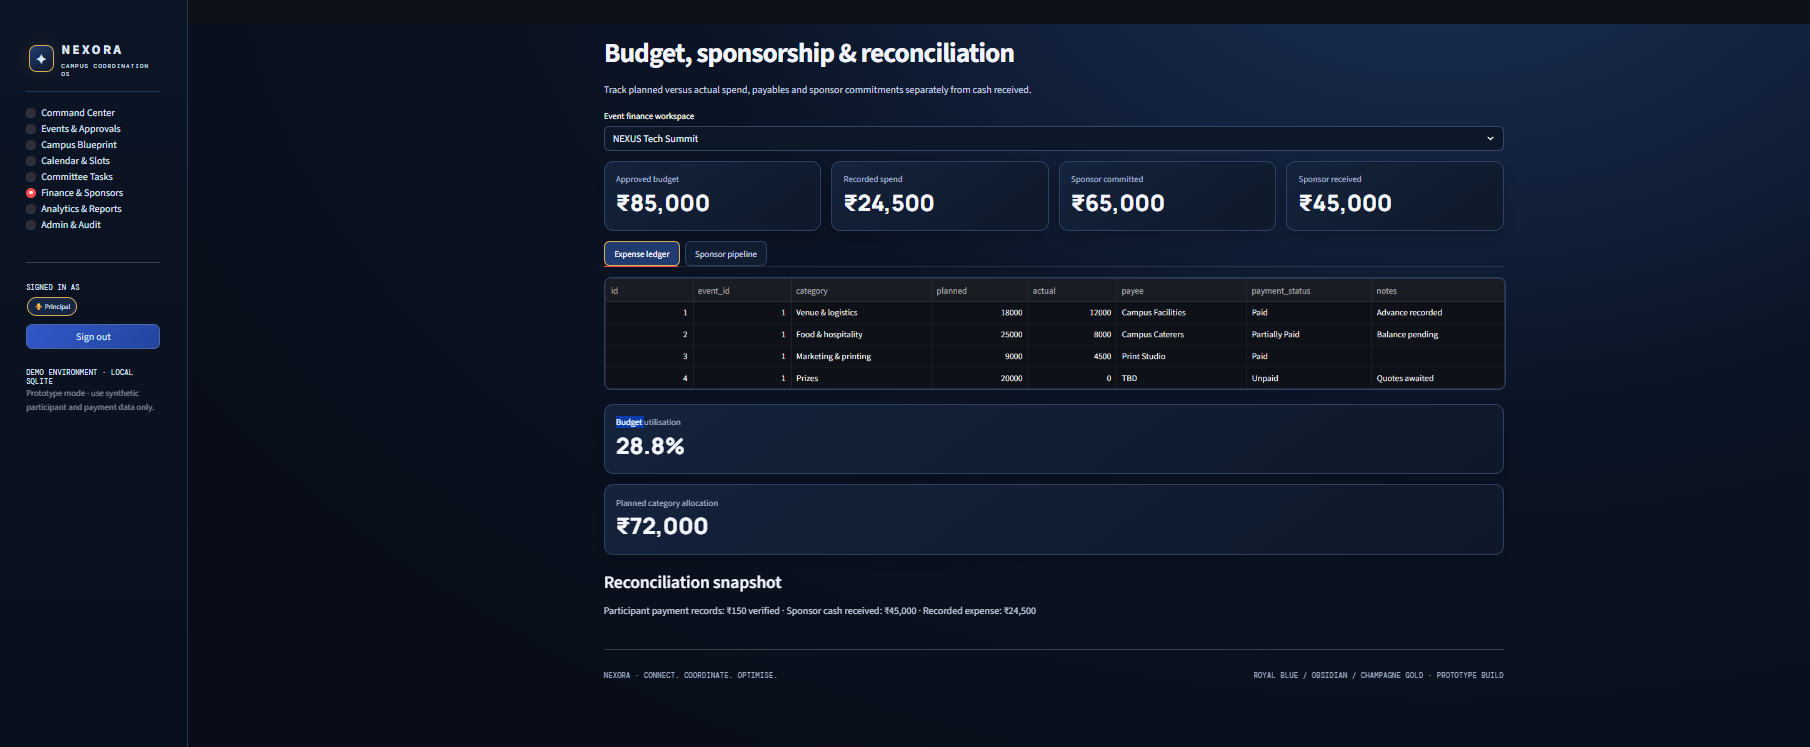 NEXORA
CAMPUS COORDINATION
OS
Command Center
Events & Approvals
Campus Blueprint
Calendar & Slots
Committee Tasks
Finance & Sponsors
Analytics & Reports
Admin & Audit
SIGNED IN AS
Principal
Sign out
DEMO ENVIRONMENT · LOCAL
SQLITE
Prototype mode - use synthetic
participant and payment data only.
Budget, sponsorship & reconciliation
Track planned versus actual spend, payables and sponsor commitments separately from cash received.
Event finance workspace
NEXUS Tech Summit
Approved budget Recorded spend Sponsor committed Sponsor received
₹85,000 ₹24,500 ₹65,000 ₹45,000
Expense ledger Sponsor pipeline
id event_id category planned actual payee payment_status notes
1 1 Venue & logistics 18000 12000 Campus Facilities Paid Advance recorded
2 1 Food & hospitality 25000 8000 Campus Caterers Partially Paid Balance pending
3 1 Marketing & printing 9000 4500 Print Studio Paid
4 1 Prizes 20000 0 TBD Unpaid Quotes awaited
Budget utilisation
28.8%
Planned category allocation
₹72,000
Reconciliation snapshot
Participant payment records: ₹150 verified · Sponsor cash received: ₹45,000 · Recorded expense: ₹24,500
NEXORA · CONNECT. COORDINATE. OPTIMISE.
ROYAL BLUE / OBSIDIAN / CHAMPAGNE GOLD · PROTOTYPE BUILD